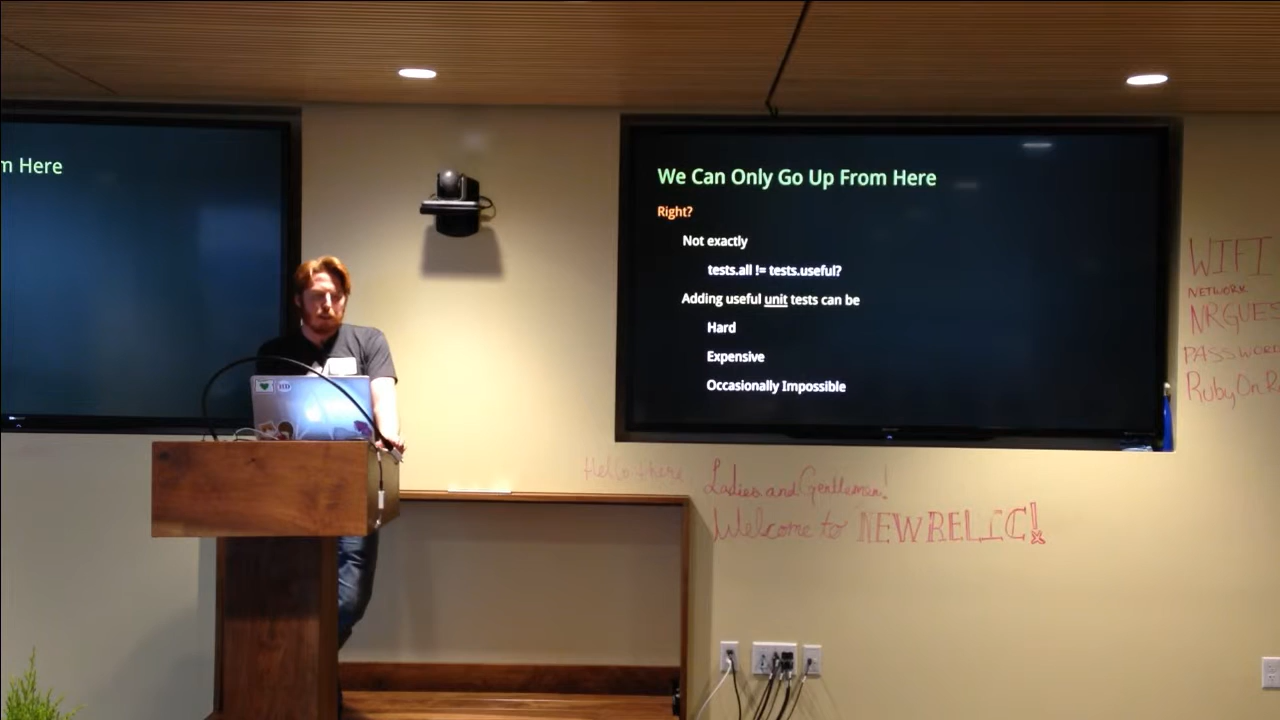 m Here
We Can Only Go Up From Here
Right?
Not exactly
tests.all != tests.useful?
Adding useful unit tests can be
Hard
Expensive
Occasionally Impossible
WIFI
NETWORK
NRGUES
PASSWORD
RubyOnR
Hello there,
Ladies and Gentlemen!
Welcome to NEWRELIC!